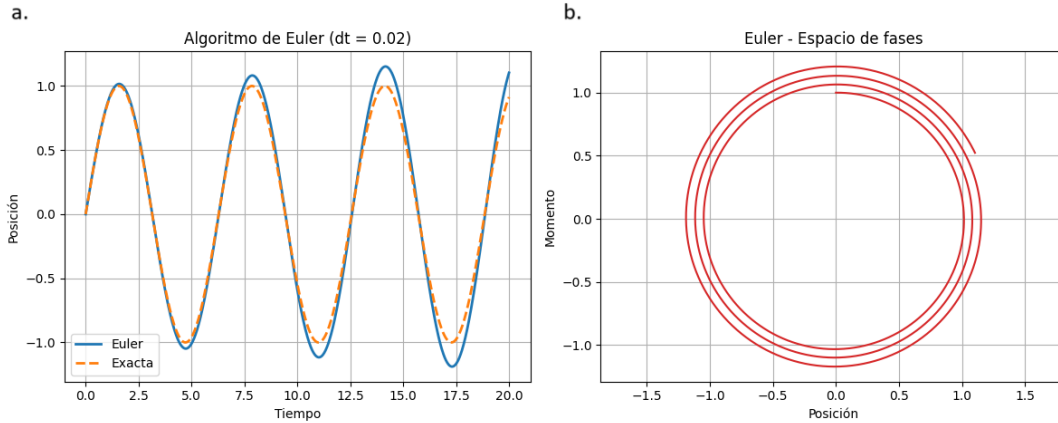 a.
Algoritmo de Euler (dt = 0.02)
Posición
1.0
0.5
0.0
−0.5
−1.0
Euler
Exacta
0.0 2.5 5.0 7.5 10.0 12.5 15.0 17.5 20.0
Tiempo
b.
Euler - Espacio de fases
Momento
1.0
0.5
0.0
−0.5
−1.0
−1.5 −1.0 −0.5 0.0 0.5 1.0 1.5
Posición